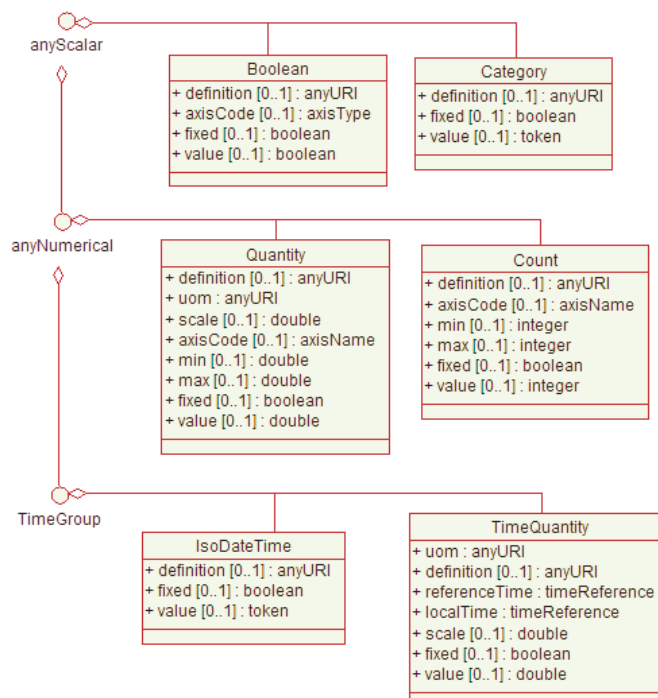 anyScalar
Boolean
+ definition [0..1] : anyURI
+ axisCode [0..1] : axisType
+ fixed [0..1] : boolean
+ value [0..1] : boolean
Category
+ definition [0..1] : anyURI
+ fixed [0..1] : boolean
+ value [0..1] : token
anyNumerical
Quantity
+ definition [0..1] : anyURI
+ uom : anyURI
+ scale [0..1] : double
+ axisCode [0..1] : axisName
+ min [0..1] : double
+ max [0..1] : double
+ fixed [0..1] : boolean
+ value [0..1] : double
Count
+ definition [0..1] : anyURI
+ axisCode [0..1] : axisName
+ min [0..1] : integer
+ max [0..1] : integer
+ fixed [0..1] : boolean
+ value [0..1] : integer
TimeGroup
IsoDateTime
+ definition [0..1] : anyURI
+ fixed [0..1] : boolean
+ value [0..1] : token
TimeQuantity
+ uom : anyURI
+ definition [0..1] : anyURI
+ referenceTime : timeReference
+ localTime : timeReference
+ scale [0..1] : double
+ fixed [0..1] : boolean
+ value [0..1] : double